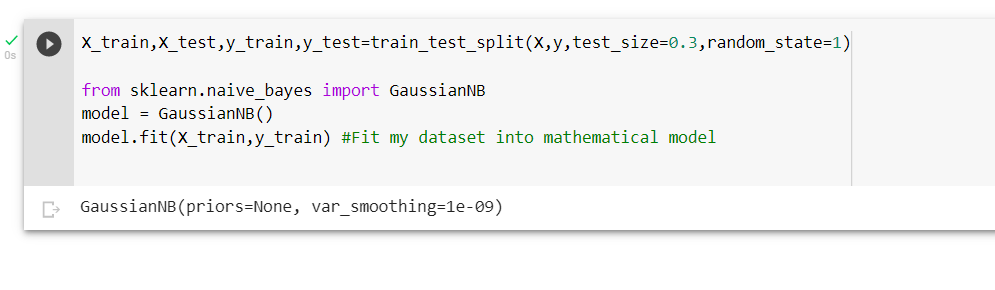 X_train,X_test,y_train,y_test=train_test_split(X,y,test_size=0.3,random_state=1)
0s
from sklearn.naive_bayes import GaussianNB
model = GaussianNB()
model.fit(X_train,y_train) #Fit my dataset into mathematical model
GaussianNB(priors=None, var_smoothing=1e-09)